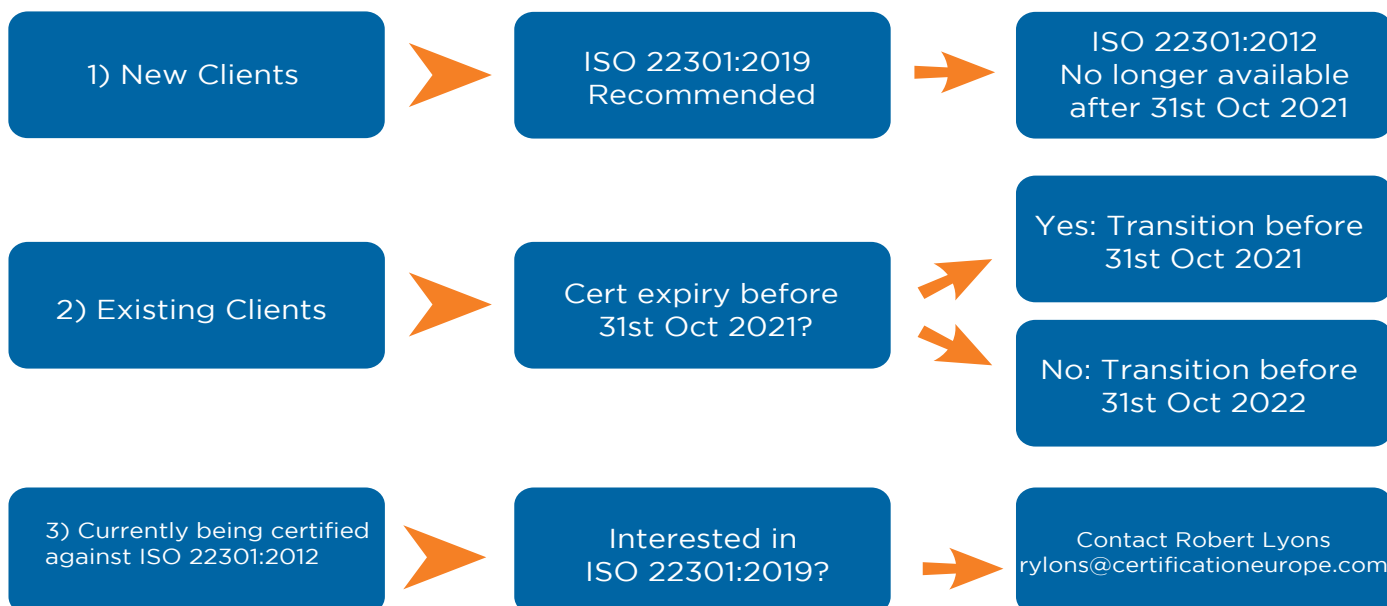 1) New Clients
ISO 22301:2019
Recommended
ISO 22301:2012
No longer available
after 31st Oct 2021
2) Existing Clients
Cert expiry before
31st Oct 2021?
Yes: Transition before
31st Oct 2021
No: Transition before
31st Oct 2022
3) Currently being certified
against ISO 22301:2012
Interested in
ISO 22301:2019?
Contact Robert Lyons
rylons@certificationeurope.com